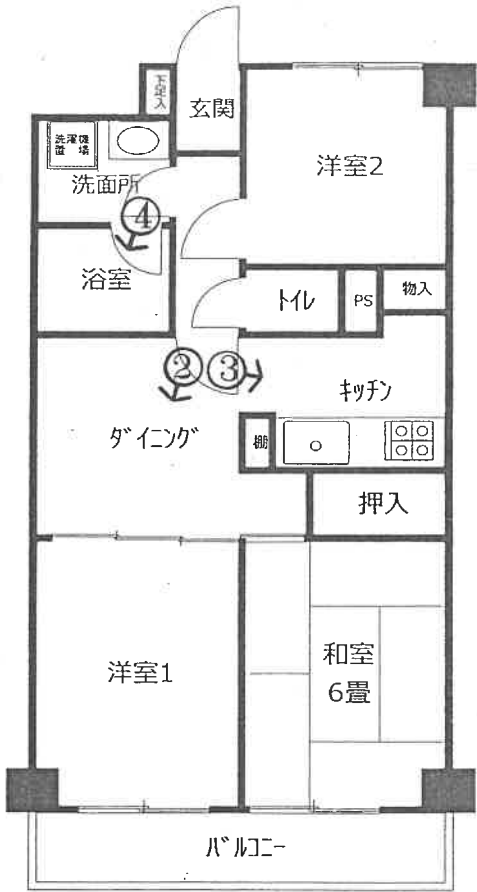 下足入
玄関
洗濯機
置場
洗面所
洋室2
④
浴室
トイレ
PS
物入
②
③
キッチン
ダイニング
棚
押入
洋室1
和室
6畳
バルコニー